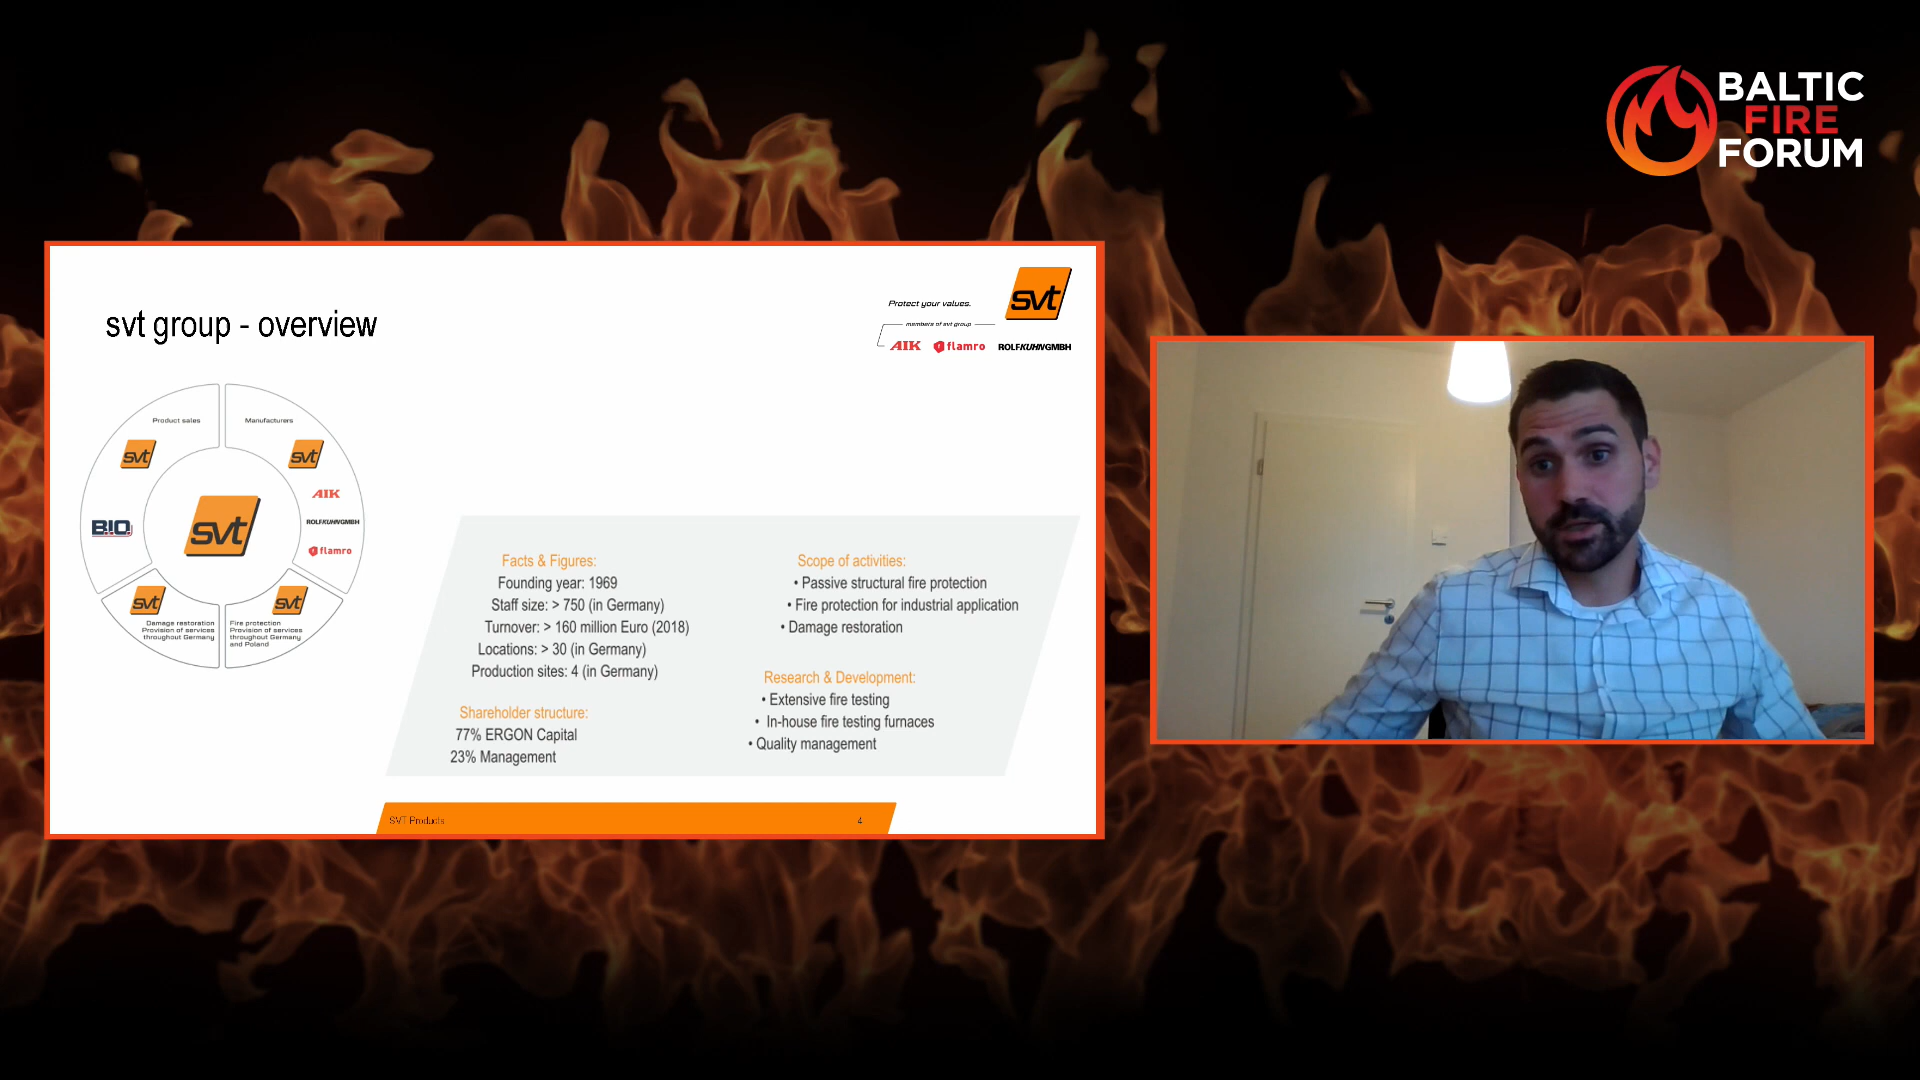 BALTIC
FIRE
FORUM
svt group - overview
Protect your values.
svt
members of svt group
AIK
flamro
ROLFKUHNGMBH
Product sales
Manufacturers
svt
svt
AIK
B.I.O.
svt
ROLFKUHNGMBH
flamro
svt
svt
Damage restoration
Provision of services
throughout Germany
Fire protection
Provision of services
throughout Germany
and Poland
Facts & Figures:
Founding year: 1969
Staff size: > 750 (in Germany)
Turnover: > 160 million Euro (2018)
Locations: > 30 (in Germany)
Production sites: 4 (in Germany)
Shareholder structure:
77% ERGON Capital
23% Management
Scope of activities:
• Passive structural fire protection
• Fire protection for industrial application
• Damage restoration
Research & Development:
• Extensive fire testing
• In-house fire testing furnaces
• Quality management
SVT Products
4